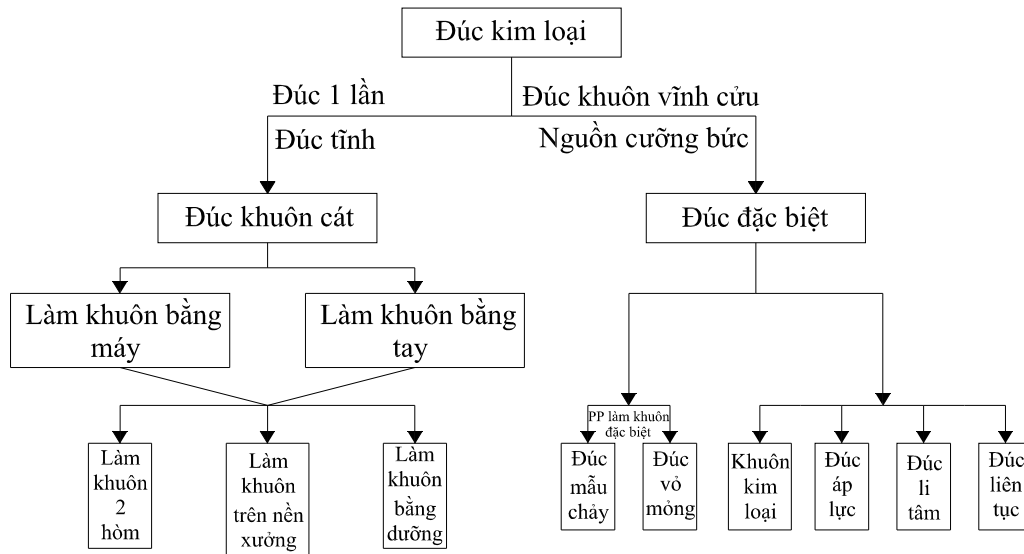 Đúc kim loại
Đúc 1 lần
Đúc khuôn vĩnh cửu
Đúc tĩnh
Nguồn cưỡng bức
Đúc khuôn cát
Đúc đặc biệt
Làm khuôn bằng
máy
Làm khuôn bằng
tay
PP làm khuôn
đặc biệt
Làm
khuôn
2
hòm
Làm
khuôn
trên nền
xưởng
Làm
khuôn
bằng
dưỡng
Đúc
mẫu
chảy
Đúc
vỏ
mỏng
Khuôn
kim
loại
Đúc
áp
lực
Đúc
li
tâm
Đúc
liên
tục